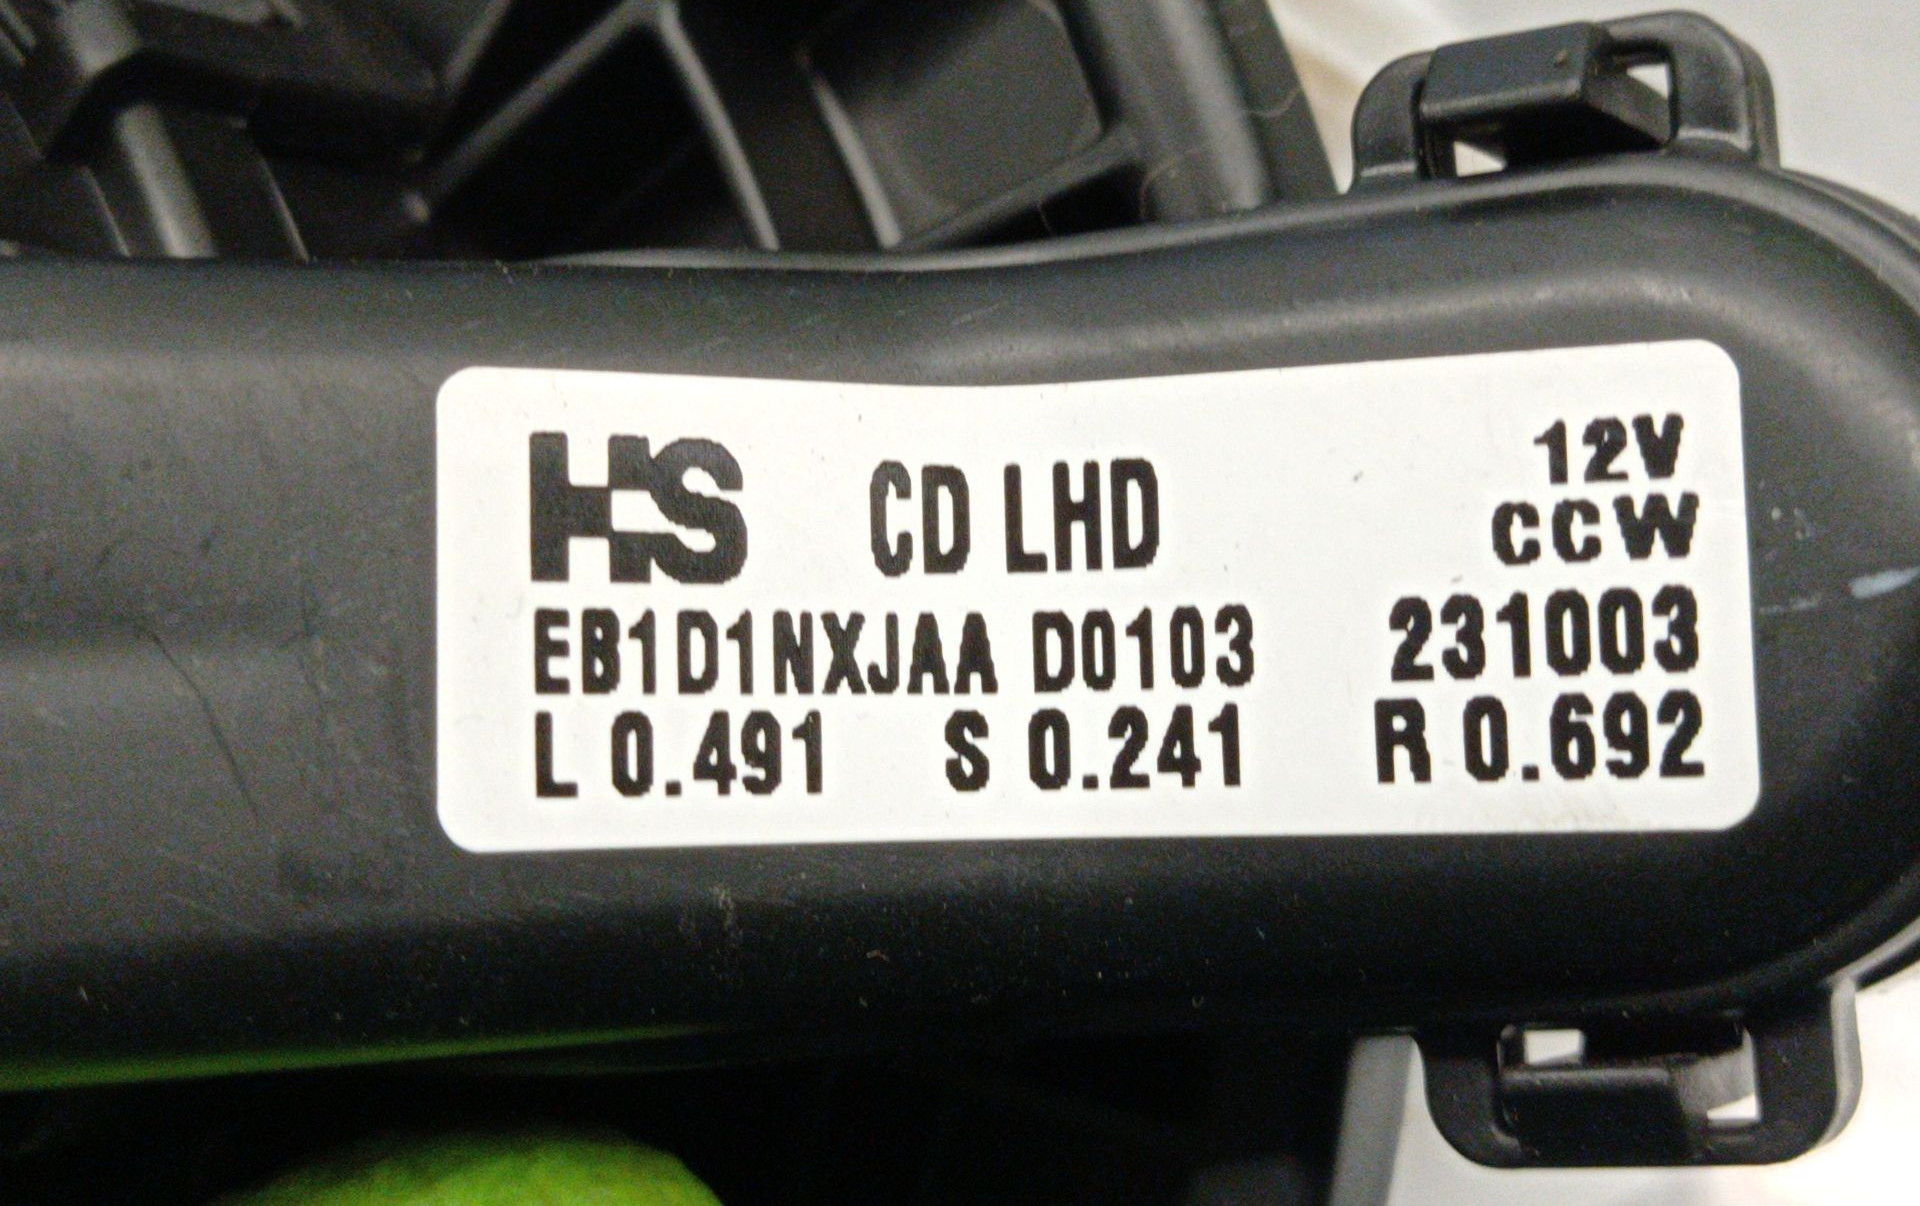 HS CD LHD 12V
CCW
EB1D1NXJAA D0103 231003
L 0.491 S 0.241 R 0.692